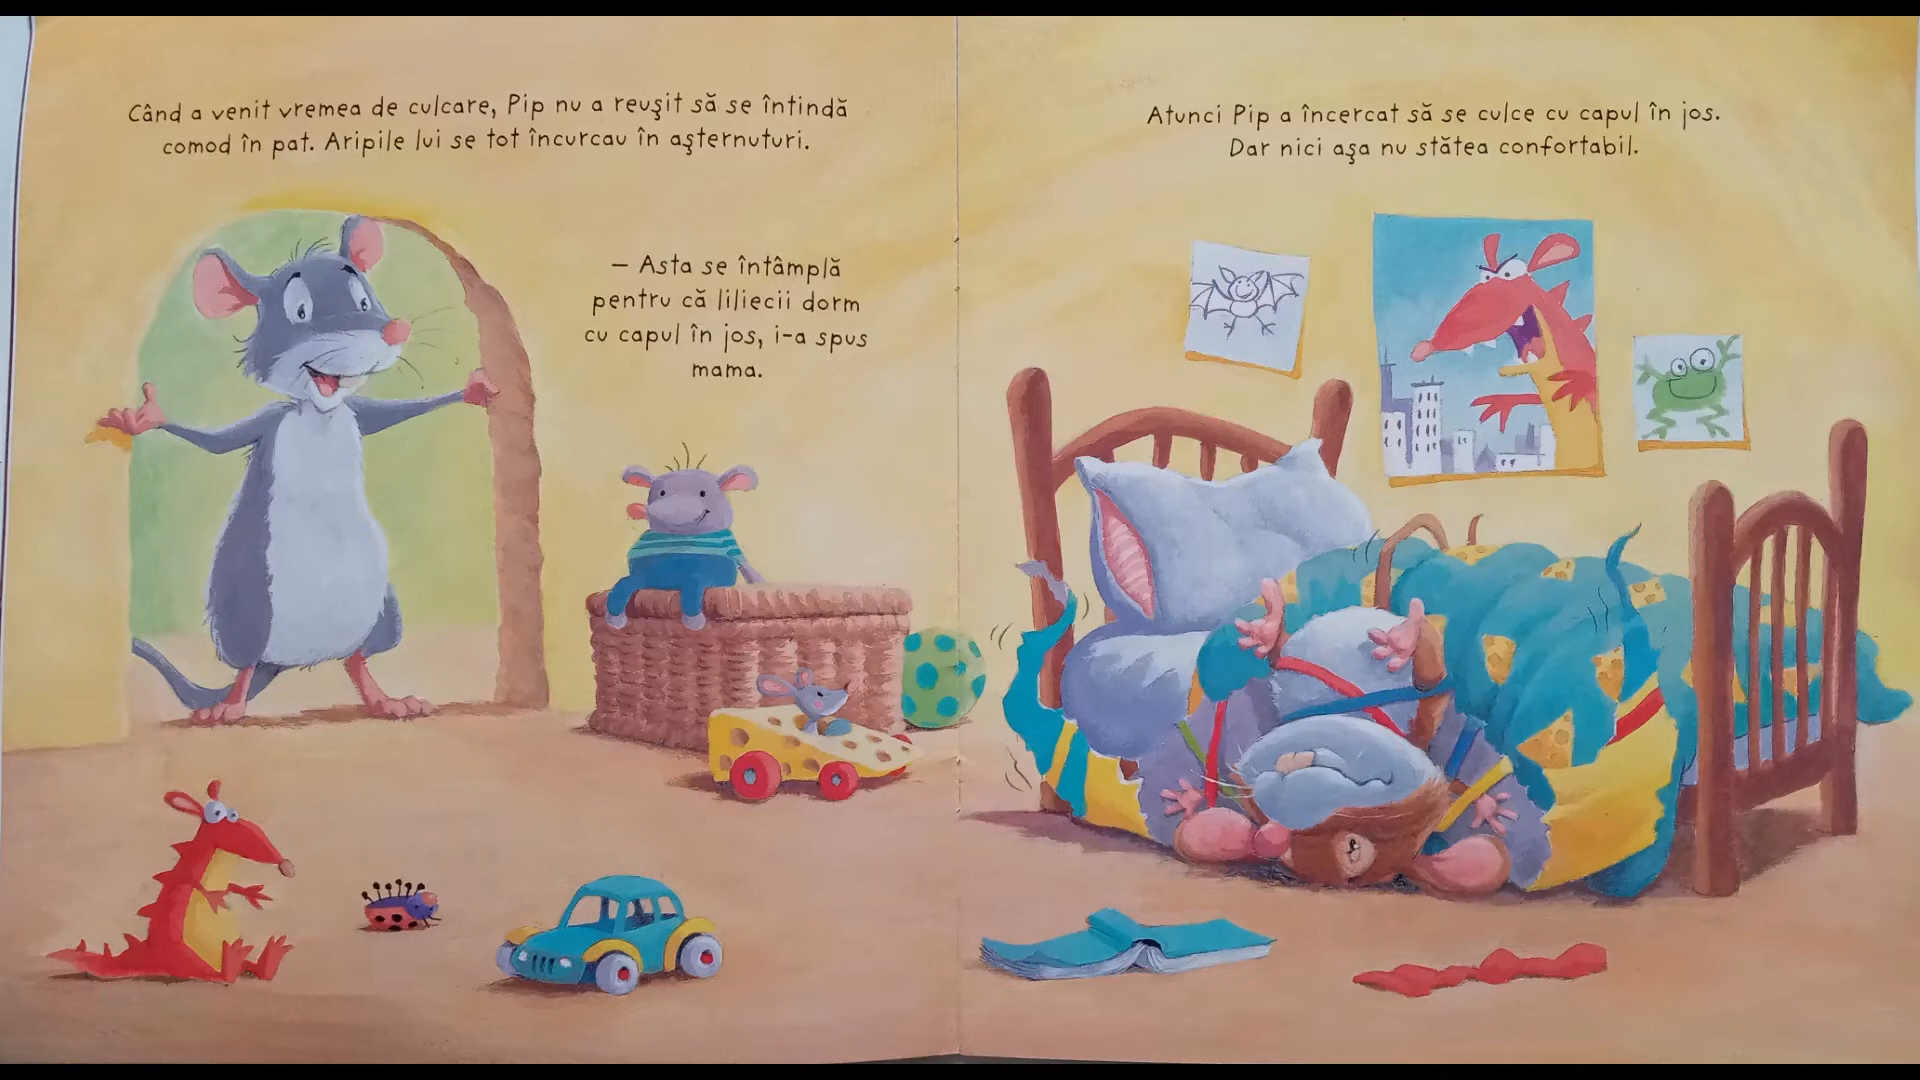 Când a venit vremea de culcare, Pip nu a reuşit să se întindă
comod în pat. Aripile lui se tot încurcau în aşternuturi.
– Asta se întâmplă
pentru că liliecii dorm
cu capul în jos, i-a spus
mama.
Atunci Pip a încercat să se culce cu capul în jos.
Dar nici aşa nu stătea confortabil.